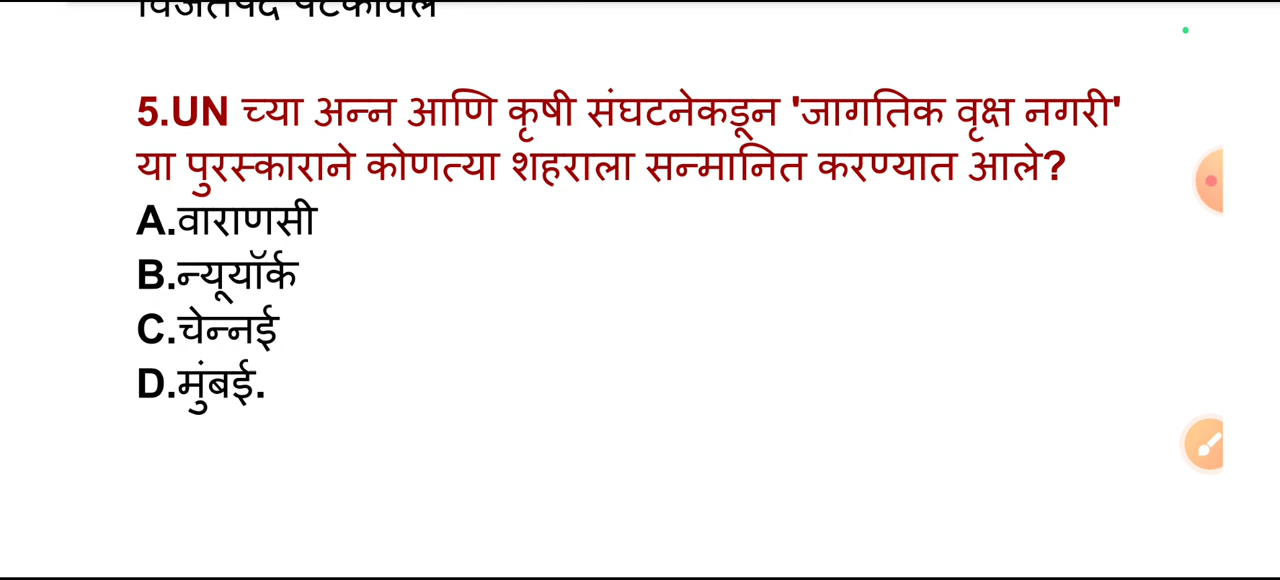 5.UN च्या अन्न आणि कृषी संघटनेकडून 'जागतिक वृक्ष नगरी'
या पुरस्काराने कोणत्या शहराला सन्मानित करण्यात आले?
A.वाराणसी
B.न्यूयॉर्क
C.चेन्नई
D.मुंबई.